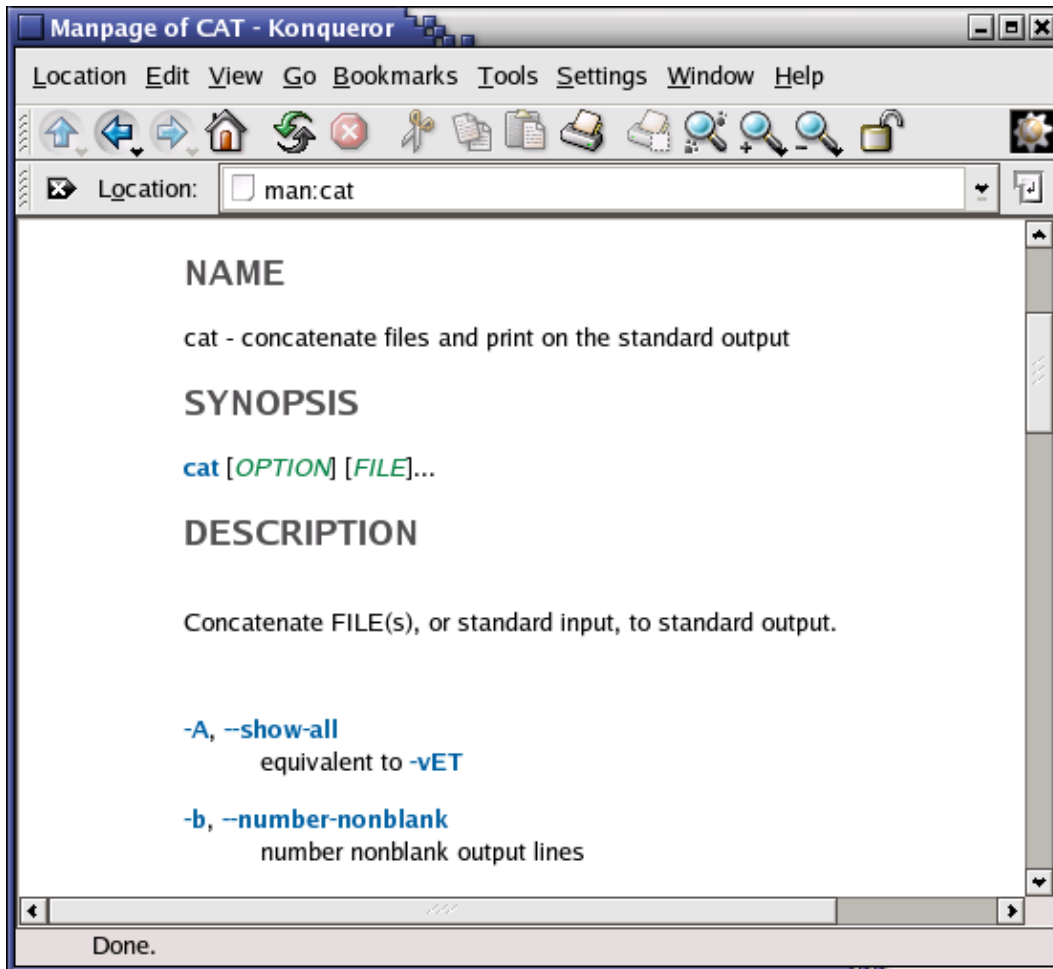 Manpage of CAT - Konqueror
Location Edit View Go Bookmarks Tools Settings Window Help
Location: man:cat
NAME
cat - concatenate files and print on the standard output
SYNOPSIS
cat [OPTION] [FILE]...
DESCRIPTION
Concatenate FILE(s), or standard input, to standard output.
-A, --show-all
equivalent to -vET
-b, --number-nonblank
number nonblank output lines
Done.